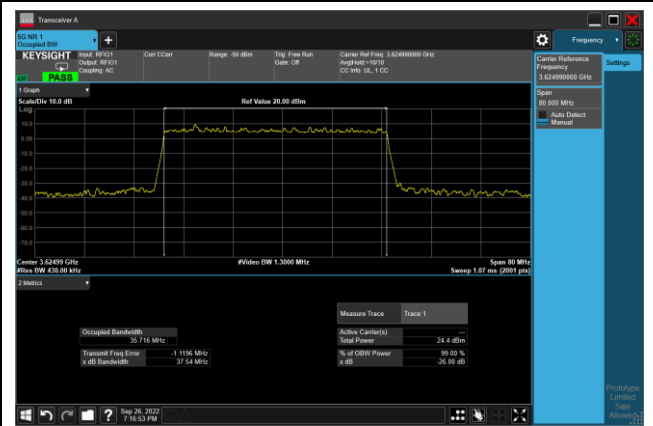 Transceiver A
5G NR 1
Occupied BW
Frequency
KEYSIGHT
LXI
PASS
Input: RFIO1
Output: RFIO1
Coupling: AC
Corr CCorr
Range: -50 dBm
Trig: Free Run
Gate: Off
Carrier Ref Freq: 3.624990000 GHz
Avg|Hold:>10/10
CC Info: UL, 1 CC
Carrier Reference
Frequency
3.624990000 GHz
Settings
Span
80.000 MHz
Auto Detect
Manual
1 Graph
Scale/Div 10.0 dB
Ref Value 20.00 dBm
Log
10.0
0.00
-10.0
-20.0
-30.0
-40.0
-50.0
-60.0
-70.0
Center 3.62499 GHz
#Video BW 1.3000 MHz
Span 80 MHz
#Res BW 430.00 kHz
Sweep 1.07 ms (2001 pts)
2 Metrics
Measure Trace Trace 1
Occupied Bandwidth
35.716 MHz
Active Carrier(s) ---
Total Power 24.4 dBm
Transmit Freq Error -1.1196 MHz
x dB Bandwidth 37.54 MHz
% of OBW Power 99.00 %
x dB -26.00 dB
Sep 26, 2022
7:16:53 PM
Prototype
Limited
Sale
Allowed